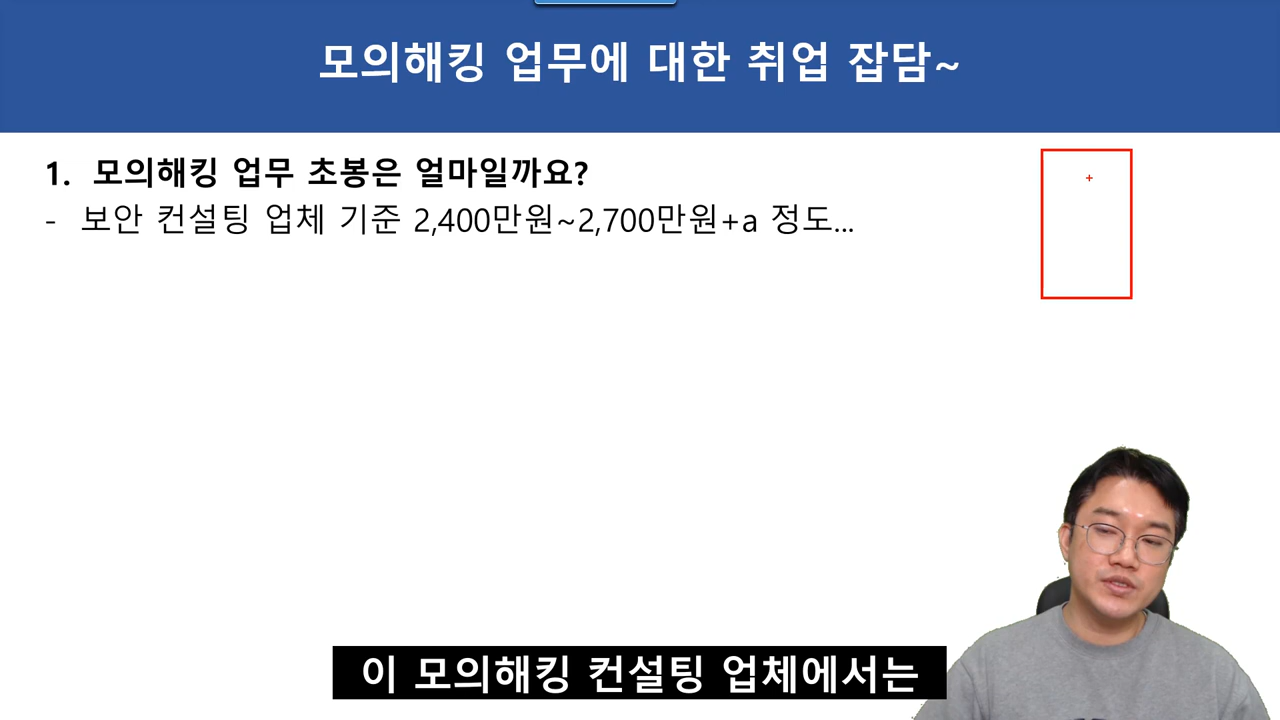 모의해킹 업무에 대한 취업 잡담~
1. 모의해킹 업무 초봉은 얼마일까요?
- 보안 컨설팅 업체 기준 2,400만원~2,700만원+a 정도...
이 모의해킹 컨설팅 업체에서는